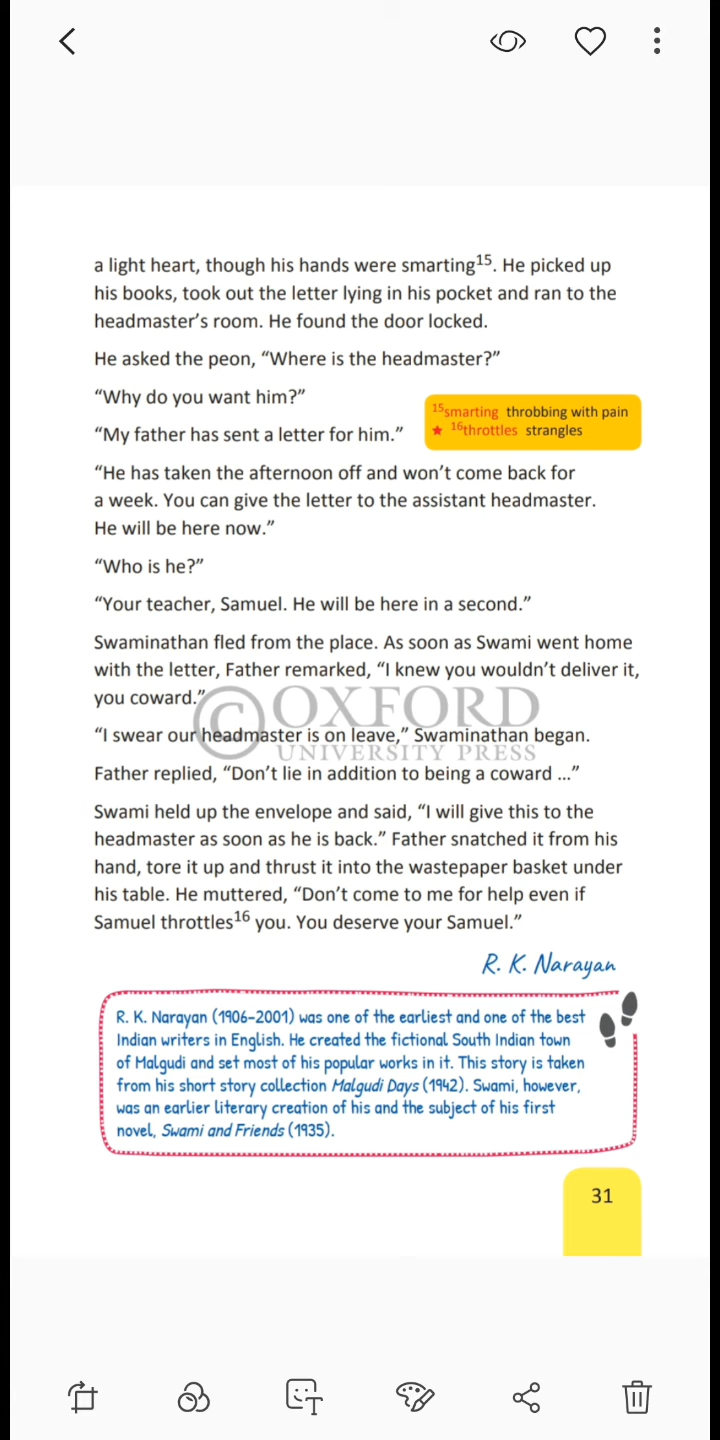 a light heart, though his hands were smarting15. He picked up
his books, took out the letter lying in his pocket and ran to the
headmaster's room. He found the door locked.
He asked the peon, “Where is the headmaster?”
“Why do you want him?”
“My father has sent a letter for him.”
15smarting throbbing with pain
★ 16throttles strangles
“He has taken the afternoon off and won't come back for
a week. You can give the letter to the assistant headmaster.
He will be here now.”
“Who is he?”
“Your teacher, Samuel. He will be here in a second.”
Swaminathan fled from the place. As soon as Swami went home
with the letter, Father remarked, “I knew you wouldn't deliver it,
you coward.”
© OXFORD
UNIVERSITY PRESS
“I swear our headmaster is on leave,” Swaminathan began.
Father replied, “Don't lie in addition to being a coward ...”
Swami held up the envelope and said, “I will give this to the
headmaster as soon as he is back.” Father snatched it from his
hand, tore it up and thrust it into the wastepaper basket under
his table. He muttered, “Don't come to me for help even if
Samuel throttles16 you. You deserve your Samuel.”
R. K. Narayan
R. K. Narayan (1906–2001) was one of the earliest and one of the best
Indian writers in English. He created the fictional South Indian town
of Malgudi and set most of his popular works in it. This story is taken
from his short story collection Malgudi Days (1942). Swami, however,
was an earlier literary creation of his and the subject of his first
novel, Swami and Friends (1935).
31
T